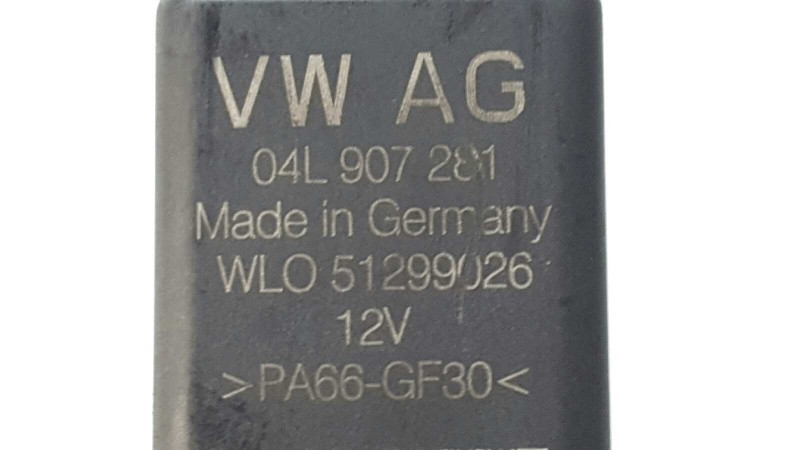 VW AG
04L 907 281
Made in Germany
WLO 51299026
12V
>PA66-GF30<